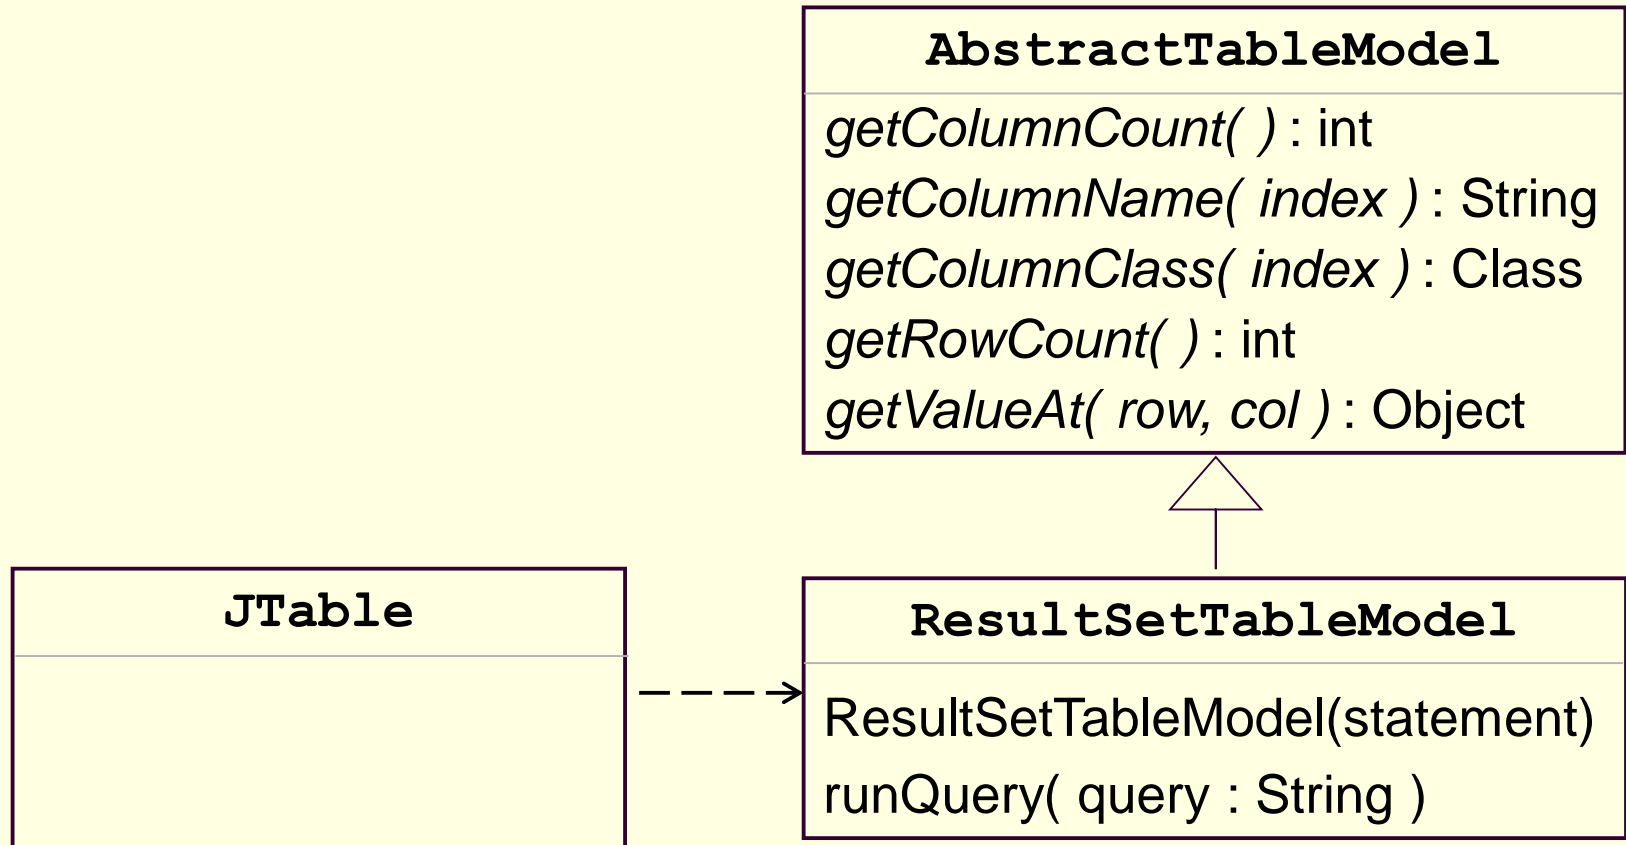 AbstractTableModel
getColumnCount( ) : int
getColumnName( index ) : String
getColumnClass( index ) : Class
getRowCount( ) : int
getValueAt( row, col ) : Object
JTable
ResultSetTableModel
ResultSetTableModel(statement)
runQuery( query : String )